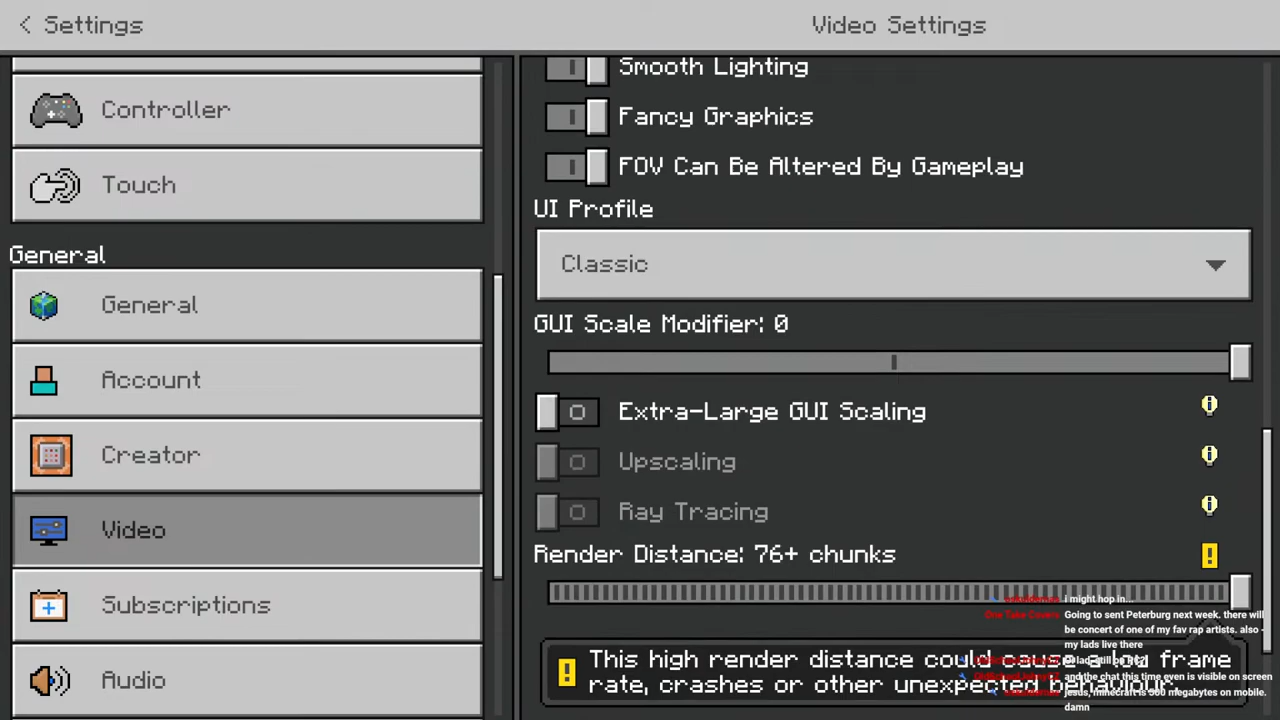 Settings
Video Settings
Controller
Touch
General
General
Account
Creator
Video
Subscriptions
Audio
Smooth Lighting
Fancy Graphics
FOV Can Be Altered By Gameplay
UI Profile
Classic
GUI Scale Modifier: 0
Extra-Large GUI Scaling
Upscaling
Ray Tracing
Render Distance: 76+ chunks
This high render distance could cause a low frame
rate, crashes or other unexpected behaviour.
i might hop in...
One Take Covers Going to sent Peterburg next week. there will
be concert of one of my fav rap artists. also -
my lads live there
and the chat this time even is visible on screen
jesus, minecraft is 500 megabytes on mobile.
damn